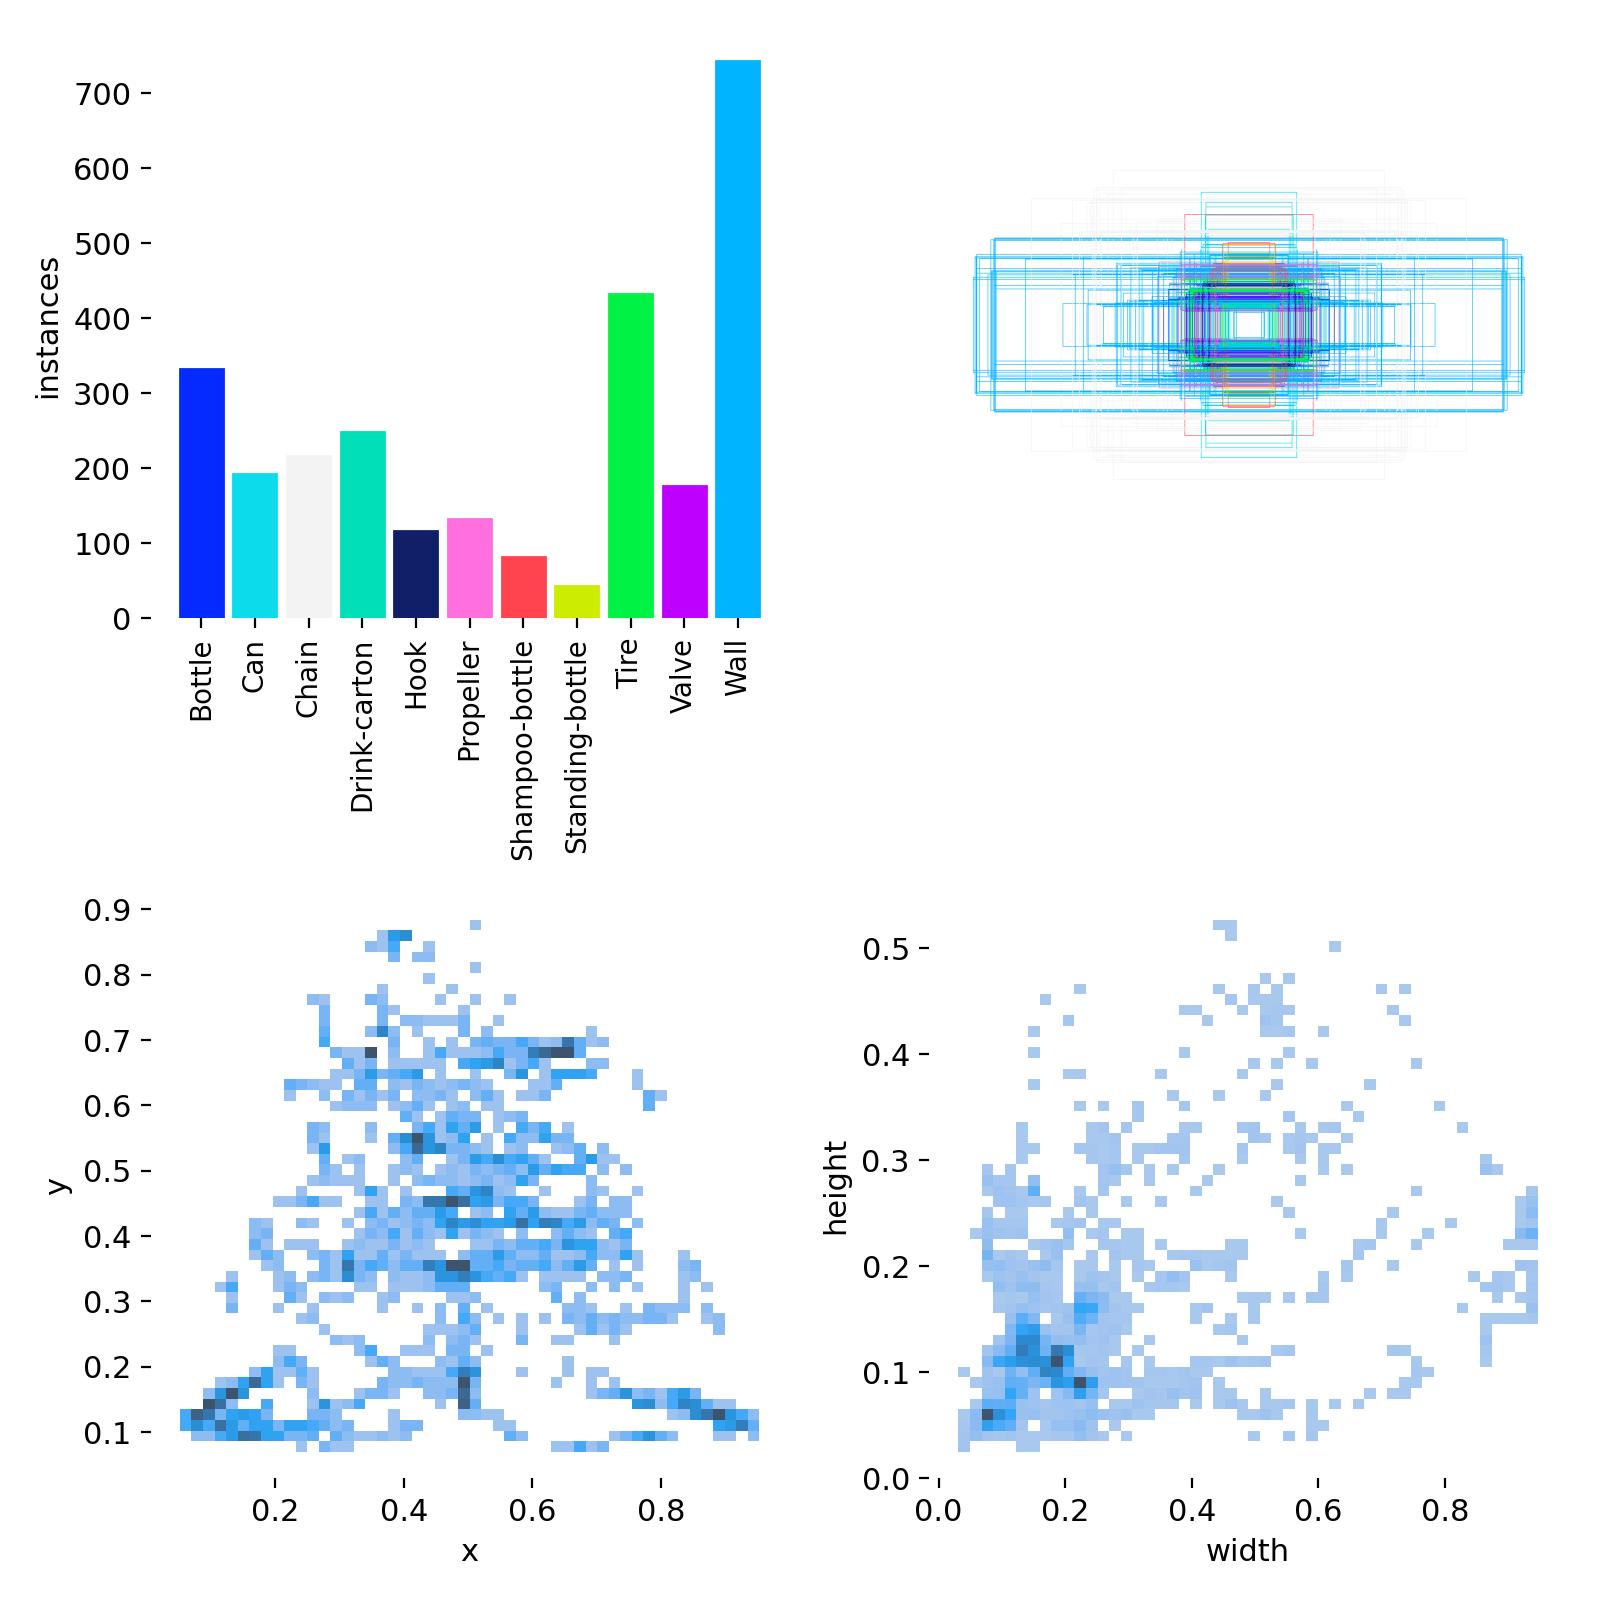 700
600
500
400
300
200
100
0
instances
Bottle
Can
Chain
Drink-carton
Hook
Propeller
Shampoo-bottle
Standing-bottle
Tire
Valve
Wall
0.9
0.8
0.7
0.6
0.5
0.4
0.3
0.2
0.1
y
0.2 0.4 0.6 0.8
x
0.5
0.4
0.3
0.2
0.1
0.0
height
0.0 0.2 0.4 0.6 0.8
width